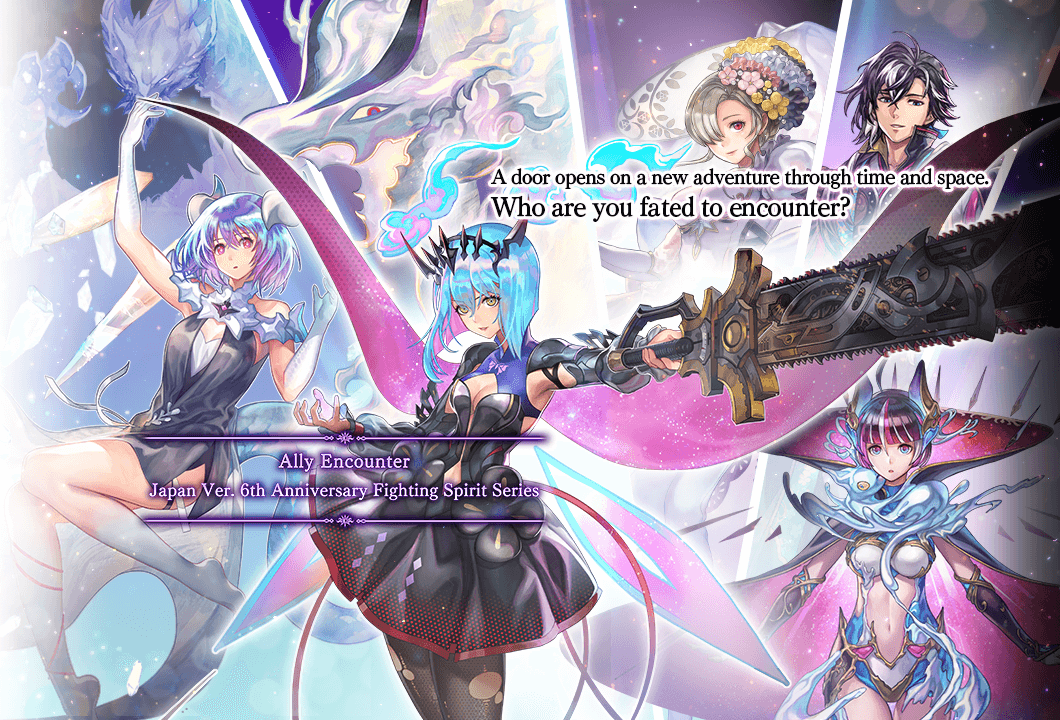 A door opens on a new adventure through time and space.
Who are you fated to encounter?
Ally Encounter
Japan Ver. 6th Anniversary Fighting Spirit Series